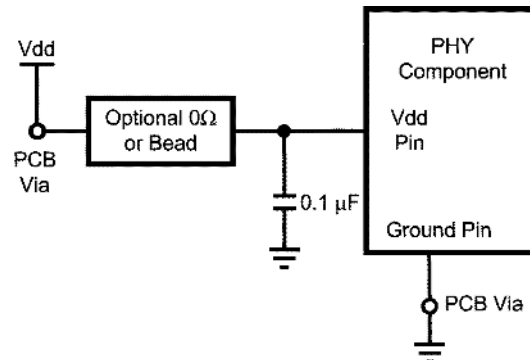 Vdd
PCB
Via
Optional 0Ω
or Bead
0.1 µF
PHY
Component
Vdd
Pin
Ground Pin
PCB Via